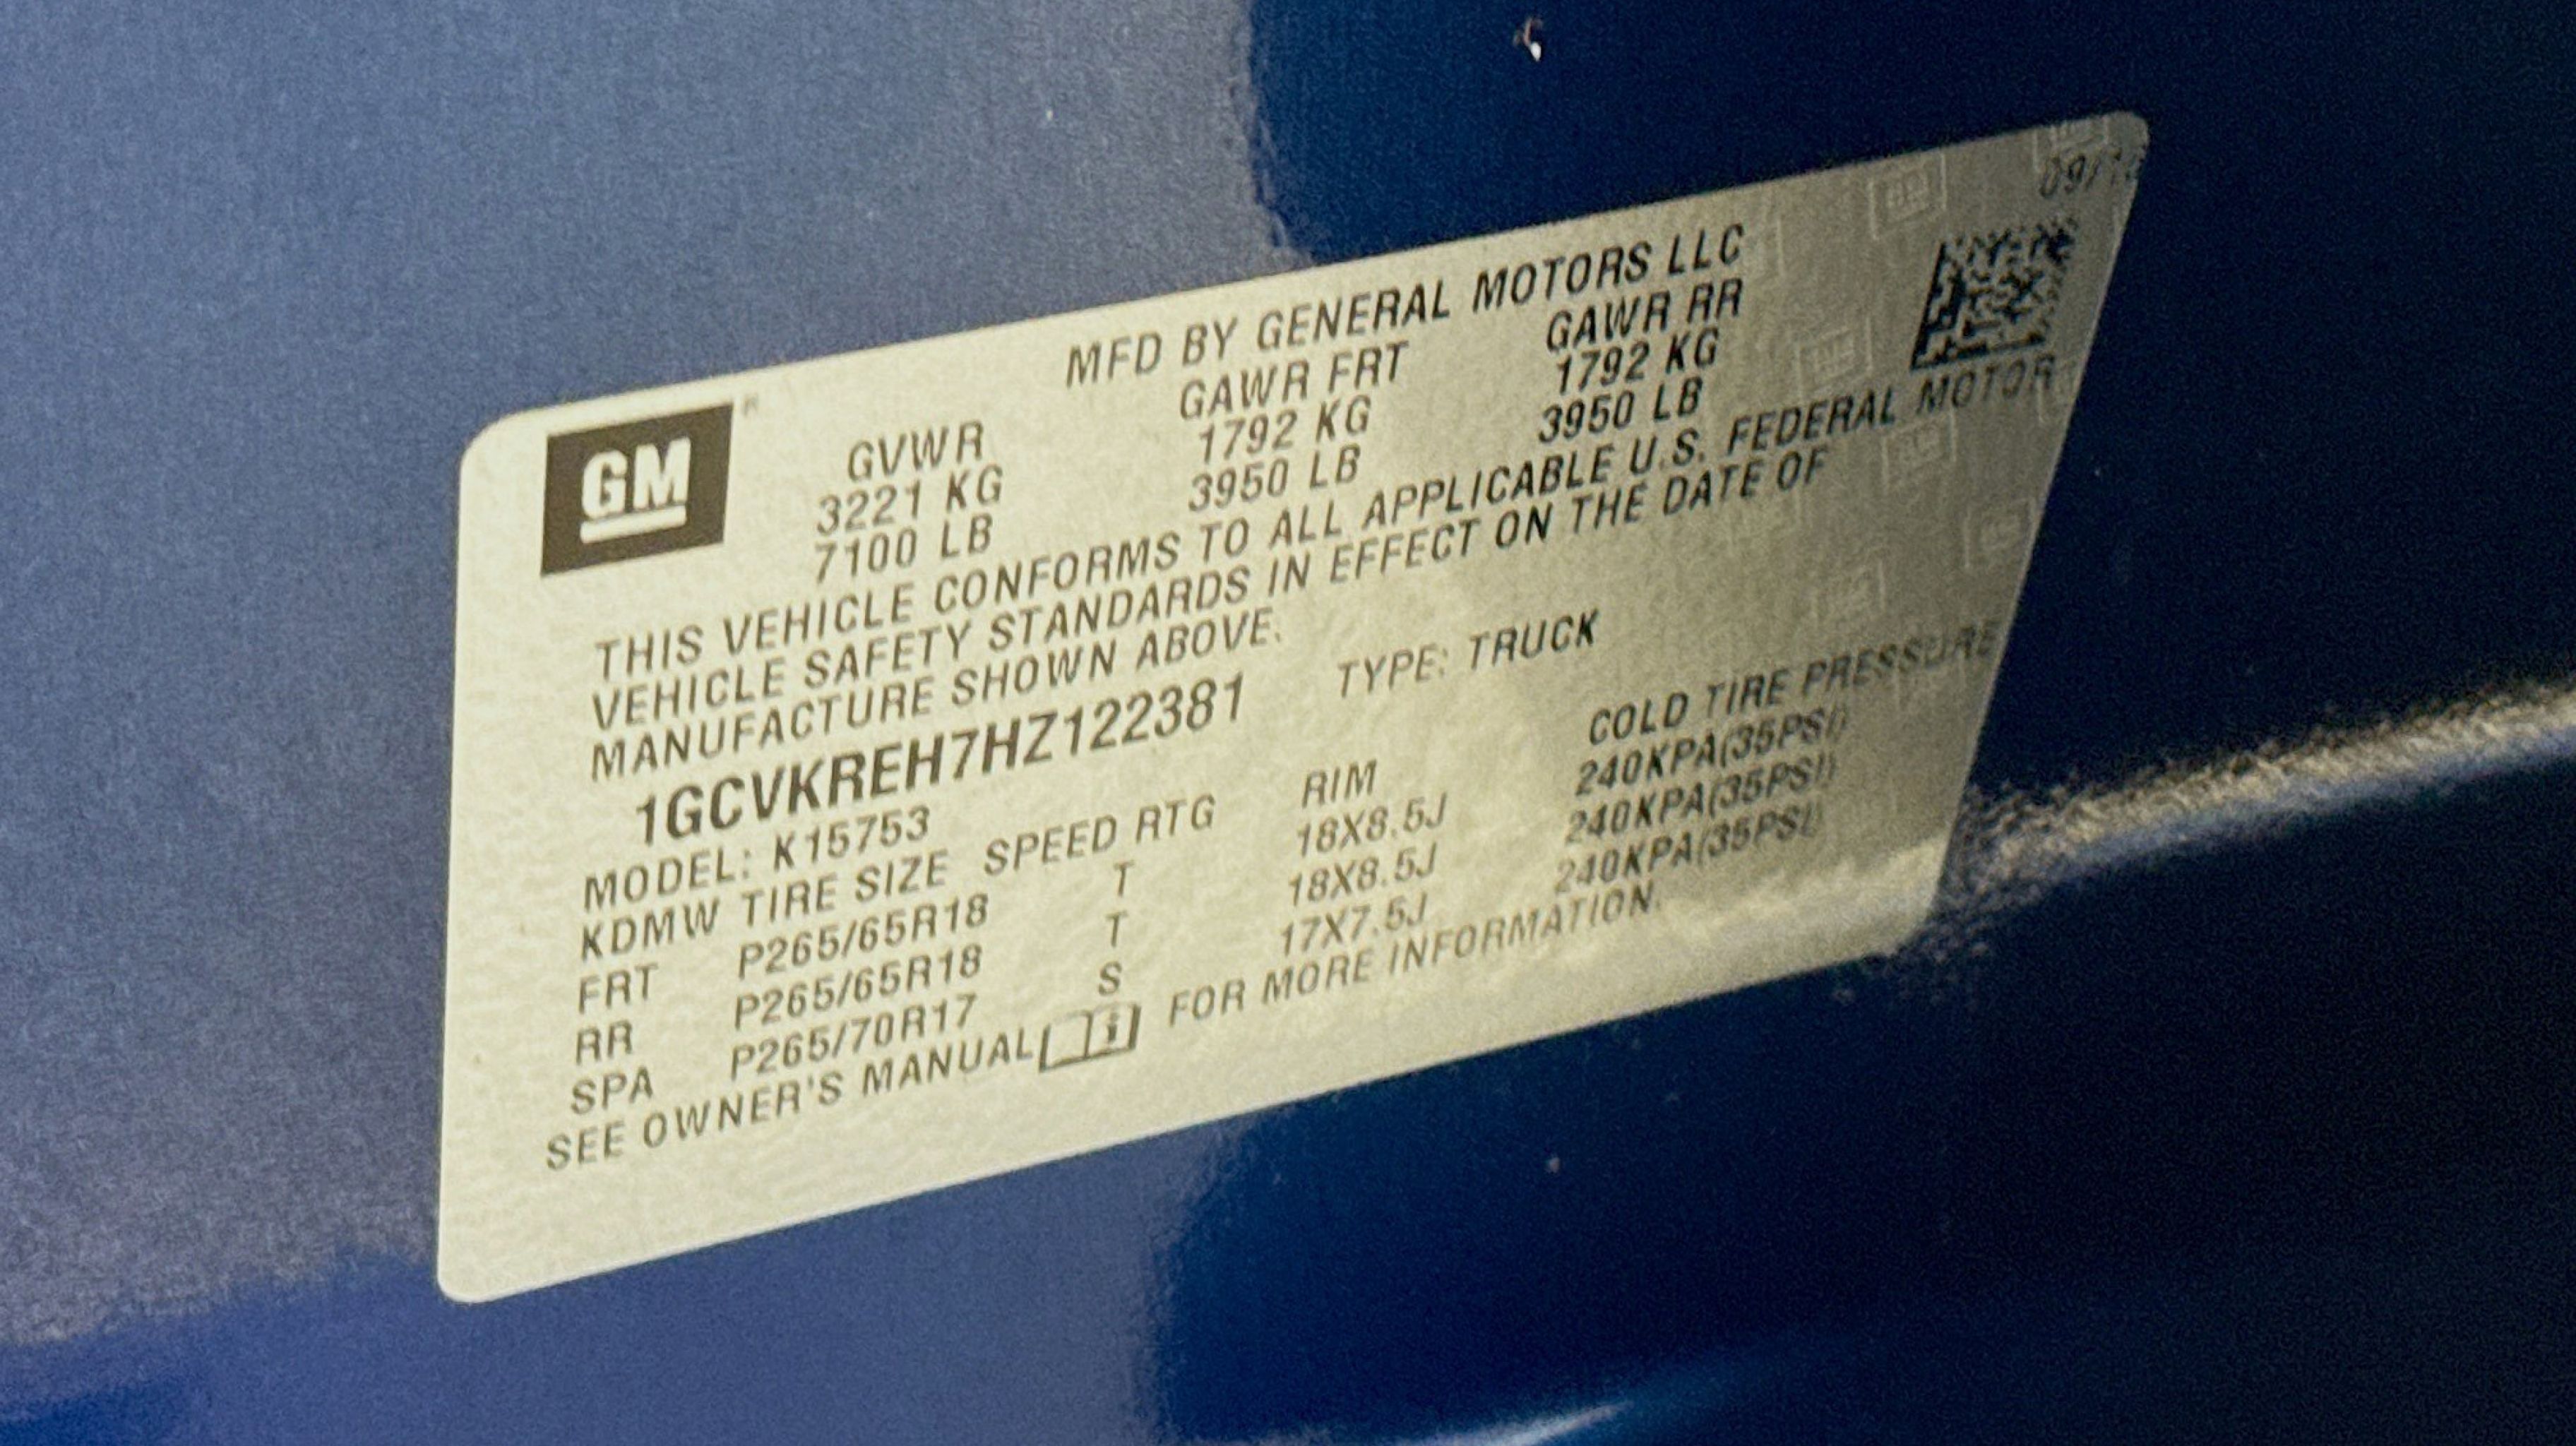 MFD BY GENERAL MOTORS LLC
GM
GVWR GAWR FRT GAWR RR
3221 KG 1792 KG 1792 KG
7100 LB 3950 LB 3950 LB
THIS VEHICLE CONFORMS TO ALL APPLICABLE U.S. FEDERAL MOTOR
VEHICLE SAFETY STANDARDS IN EFFECT ON THE DATE OF
MANUFACTURE SHOWN ABOVE.
1GCVKREH7HZ122381 TYPE: TRUCK
MODEL: K15753
KDMW TIRE SIZE SPEED RTG RIM COLD TIRE PRESSURE
FRT P265/65R18 T 18X8.5J 240KPA(35PSI)
RR P265/65R18 T 18X8.5J 240KPA(35PSI)
SPA P265/70R17 S 17X7.5J 240KPA(35PSI)
SEE OWNER'S MANUAL FOR MORE INFORMATION.